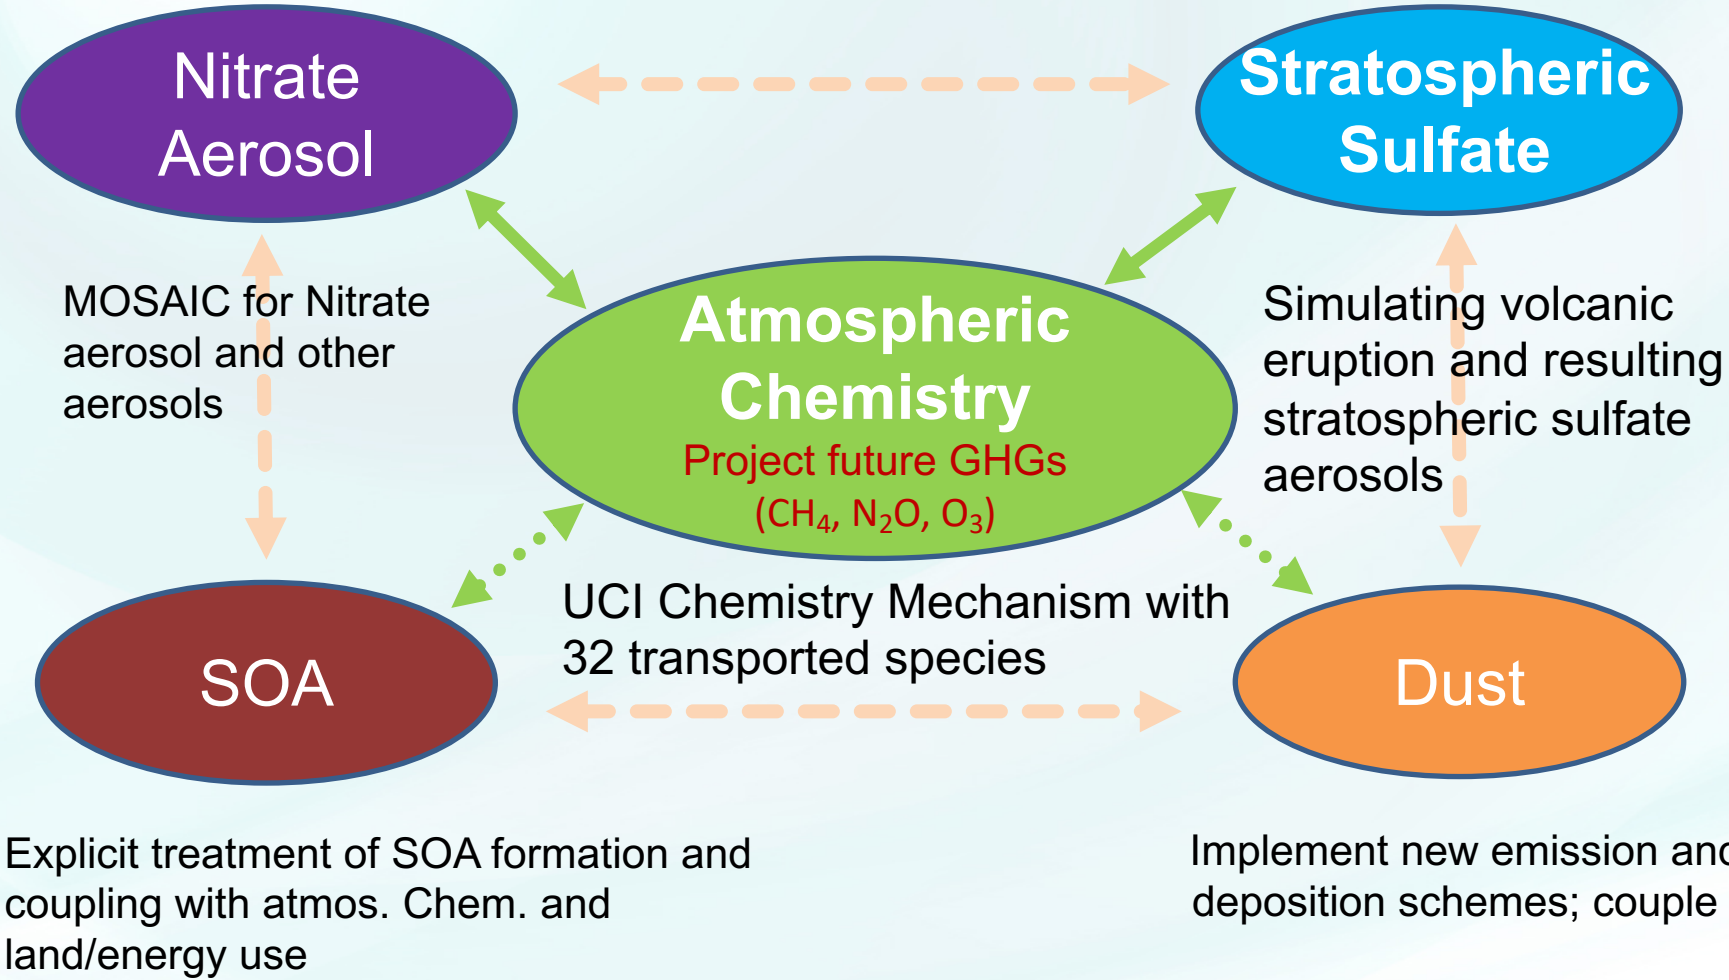 Nitrate
Aerosol
Stratospheric
Sulfate
MOSAIC for Nitrate
aerosol and other
aerosols
Atmospheric
Chemistry
Project future GHGs
(CH₄, N₂O, O₃)
Simulating volcanic
eruption and resulting
stratospheric sulfate
aerosols
UCI Chemistry Mechanism with
32 transported species
SOA
Dust
Explicit treatment of SOA formation and
coupling with atmos. Chem. and
land/energy use
Implement new emission and
deposition schemes; couple